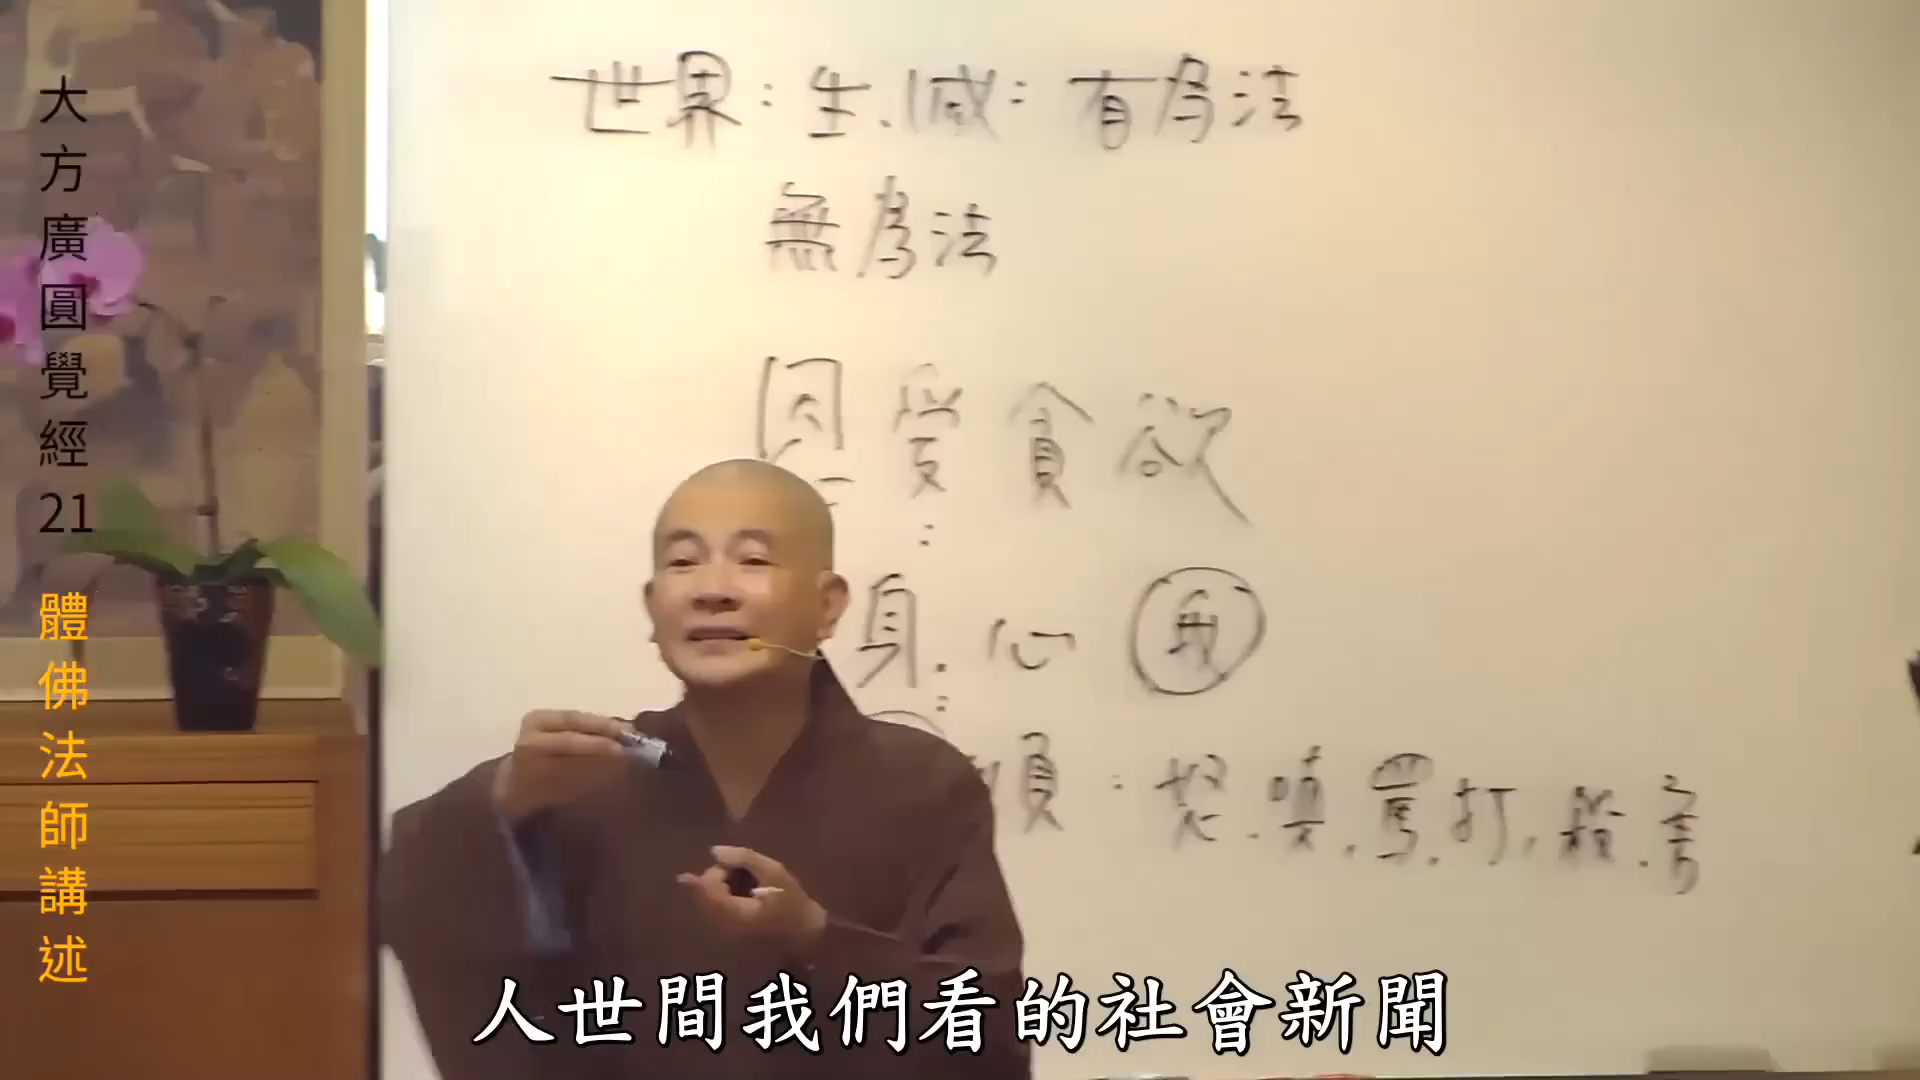 大方廣圓覺經21 體佛法師講述
世界：生.滅：有為法
無為法
因愛貪欲
身.心 我
順：怒.嗔.罵.打.殺.害
人世間我們看的社會新聞